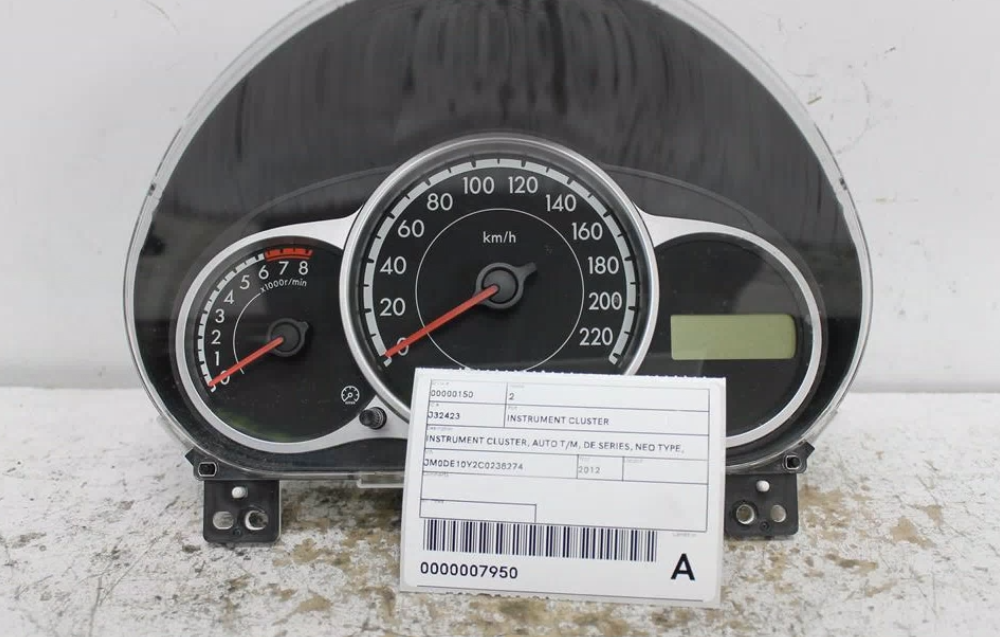 100 120
80 140
60 160
40 180
20 200
0 220
km/h
6 7 8
5
4
3
2
1
0
x1000r/min
00000150 2
J32423 INSTRUMENT CLUSTER
INSTRUMENT CLUSTER, AUTO T/M, DE SERIES, NEO TYPE,
JM0DE10Y2C0238274 2012
0000007950 A